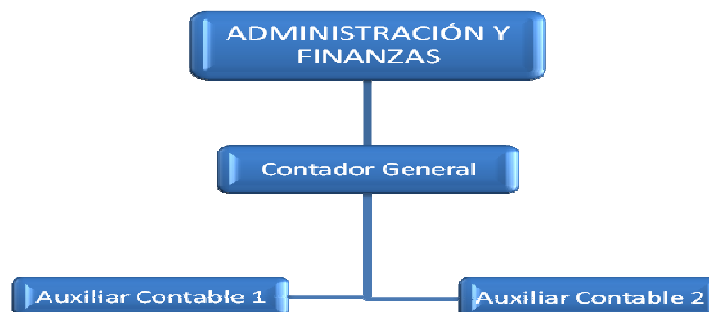 ADMINISTRACIÓN Y
FINANZAS
Contador General
Auxiliar Contable 1
Auxiliar Contable 2